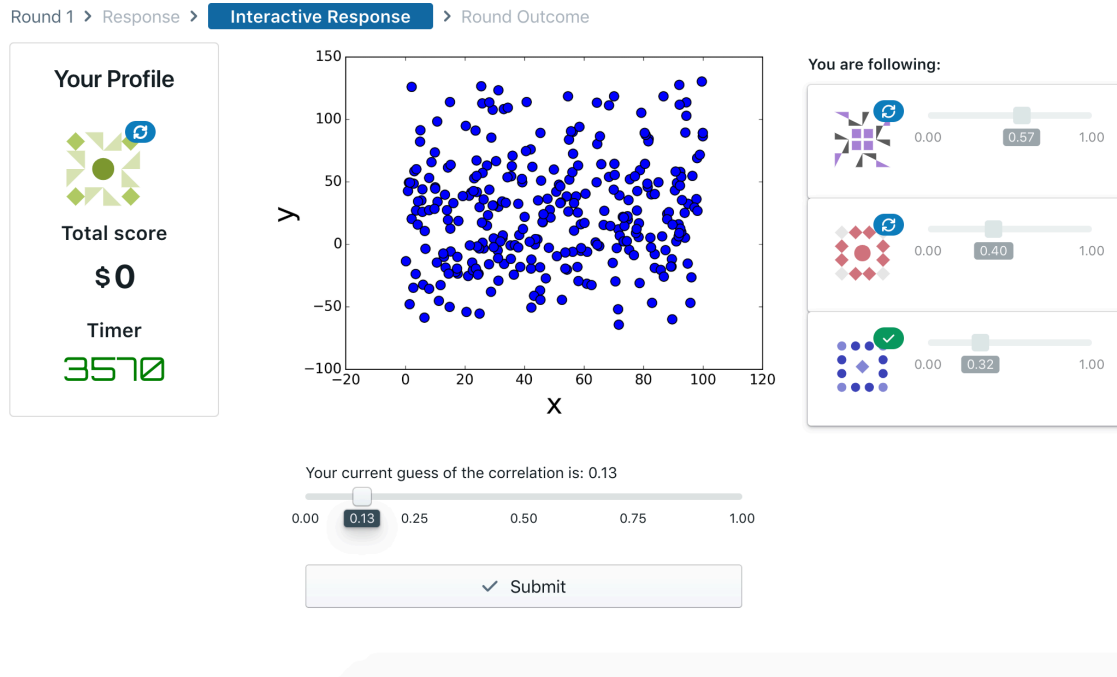 Round 1 > Response > Interactive Response > Round Outcome
Your Profile
Total score
$0
Timer
3570
150
100
50
0
−50
−100
−20 0 20 40 60 80 100 120
y
x
You are following:
0.00 0.57 1.00
0.00 0.40 1.00
0.00 0.32 1.00
Your current guess of the correlation is: 0.13
0.00 0.13 0.25 0.50 0.75 1.00
Submit